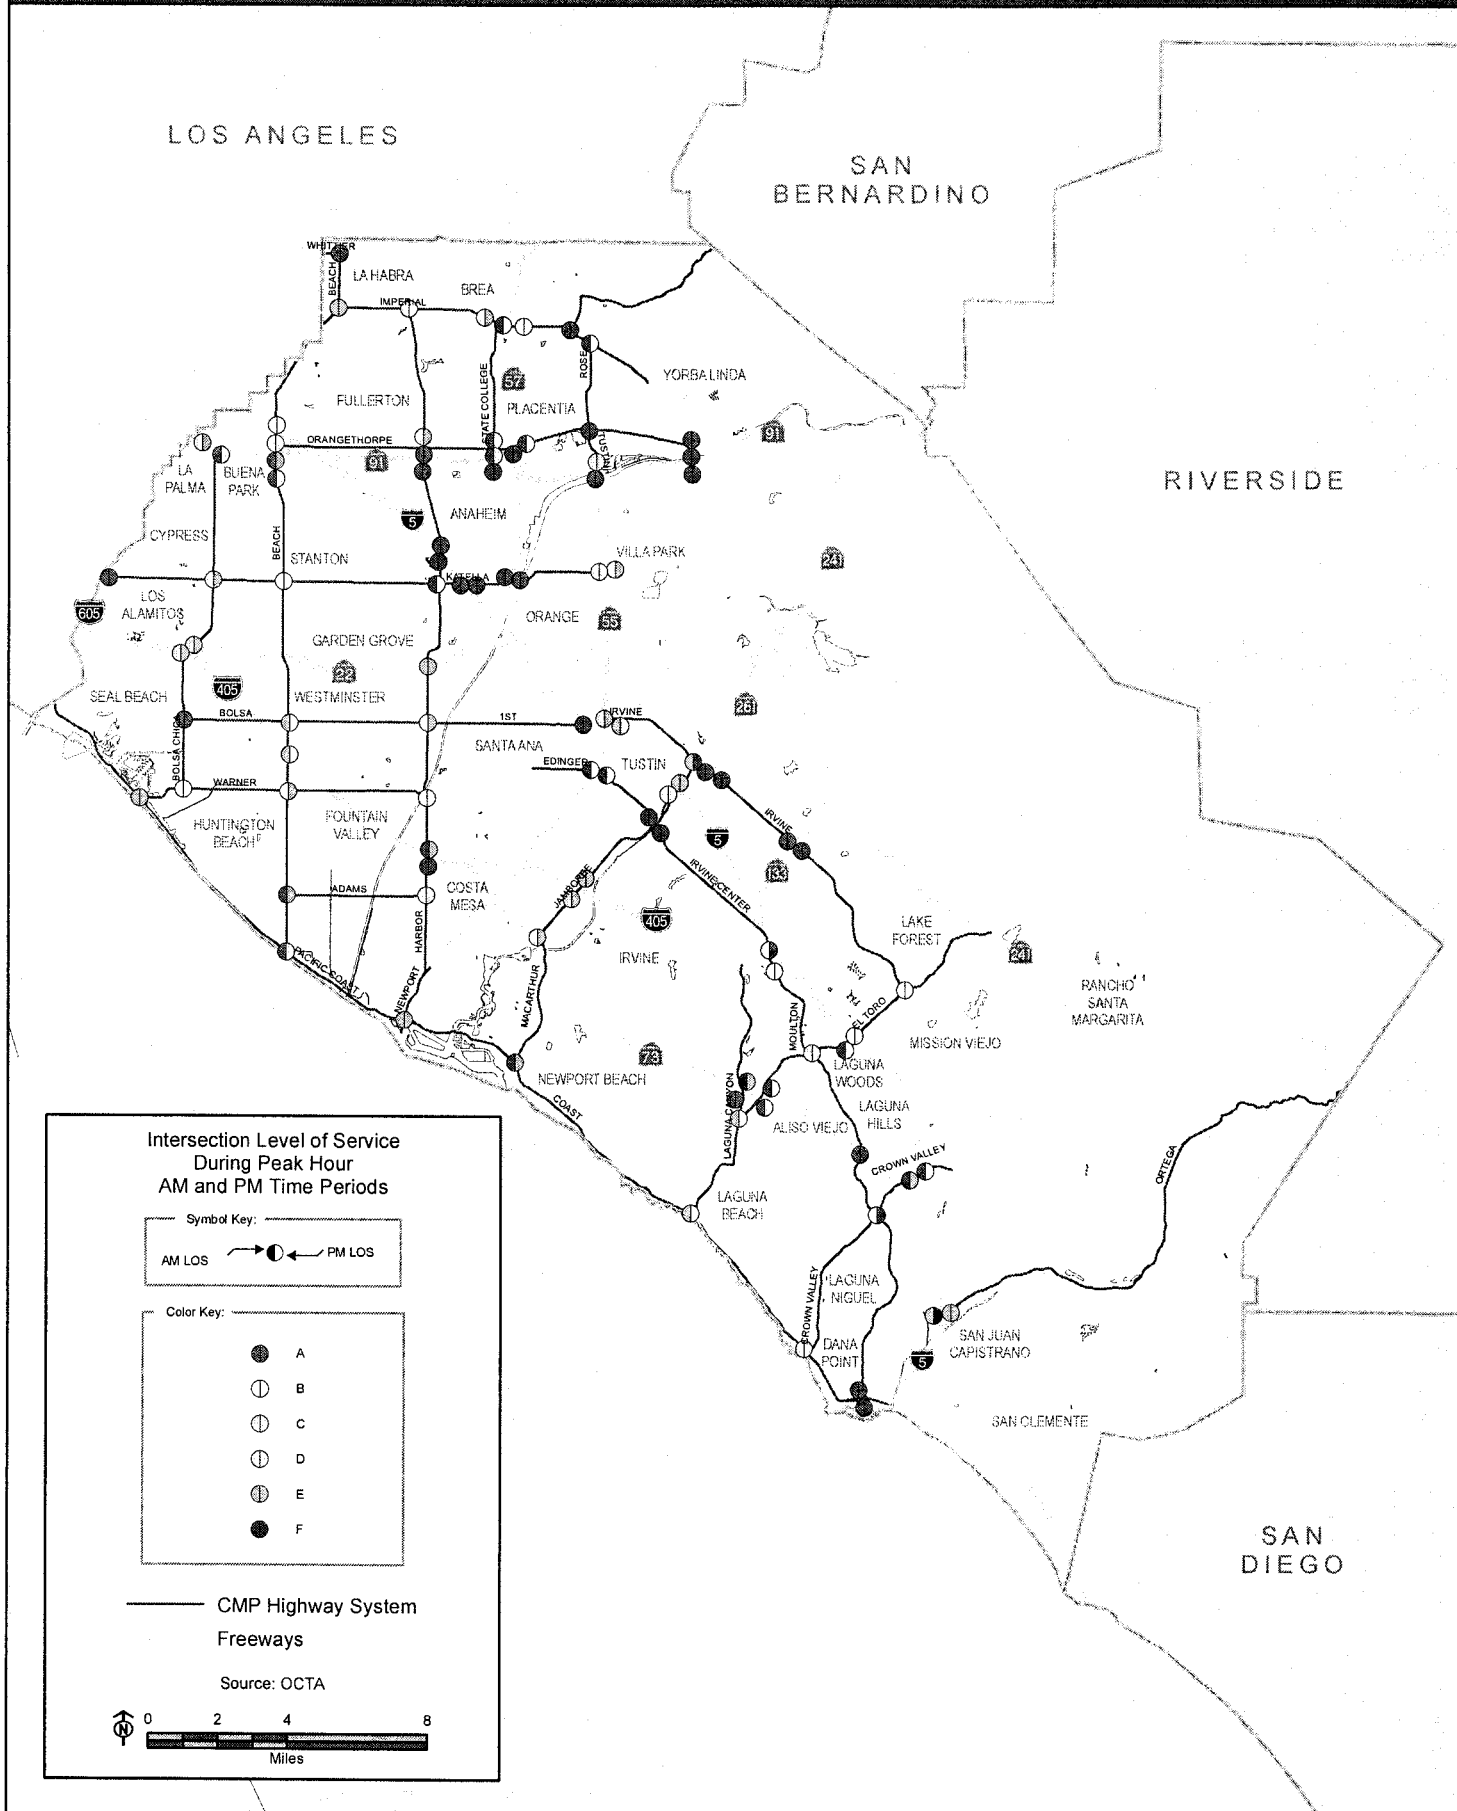 LOS ANGELES
SAN
BERNARDINO
RIVERSIDE
WHITTIER
LA HABRA
BEACH
IMPERIAL
BREA
ROSE
YORBA LINDA
57
STATE COLLEGE
FULLERTON
PLACENTIA
ORANGETHORPE
91
91
TUSTIN
LA
PALMA
BUENA
PARK
ANAHEIM
5
CYPRESS
BEACH
STANTON
VILLA PARK
241
KATELLA
605
LOS
ALAMITOS
ORANGE
55
GARDEN GROVE
22
SEAL BEACH
405
WESTMINSTER
261
BOLSA
1ST
IRVINE
SANTA ANA
BOLSA CHICA
EDINGER
TUSTIN
WARNER
HUNTINGTON
BEACH
FOUNTAIN
VALLEY
IRVINE
5
133
ADAMS
COSTA
MESA
JAMBOREE
IRVINE CENTER
405
HARBOR
LAKE
FOREST
241
IRVINE
PACIFIC COAST
NEWPORT
MACARTHUR
RANCHO
SANTA
MARGARITA
MOULTON
EL TORO
MISSION VIEJO
73
NEWPORT BEACH
LAGUNA
WOODS
COAST
LAGUNA CANYON
ALISO VIEJO
LAGUNA
HILLS
CROWN VALLEY
ORTEGA
LAGUNA
BEACH
CROWN VALLEY
LAGUNA
NIGUEL
DANA
POINT
SAN JUAN
CAPISTRANO
5
SAN CLEMENTE
SAN
DIEGO
Intersection Level of Service
During Peak Hour
AM and PM Time Periods
Symbol Key:
AM LOS
PM LOS
Color Key:
A
B
C
D
E
F
CMP Highway System
Freeways
Source: OCTA
N
0 2 4 8
Miles